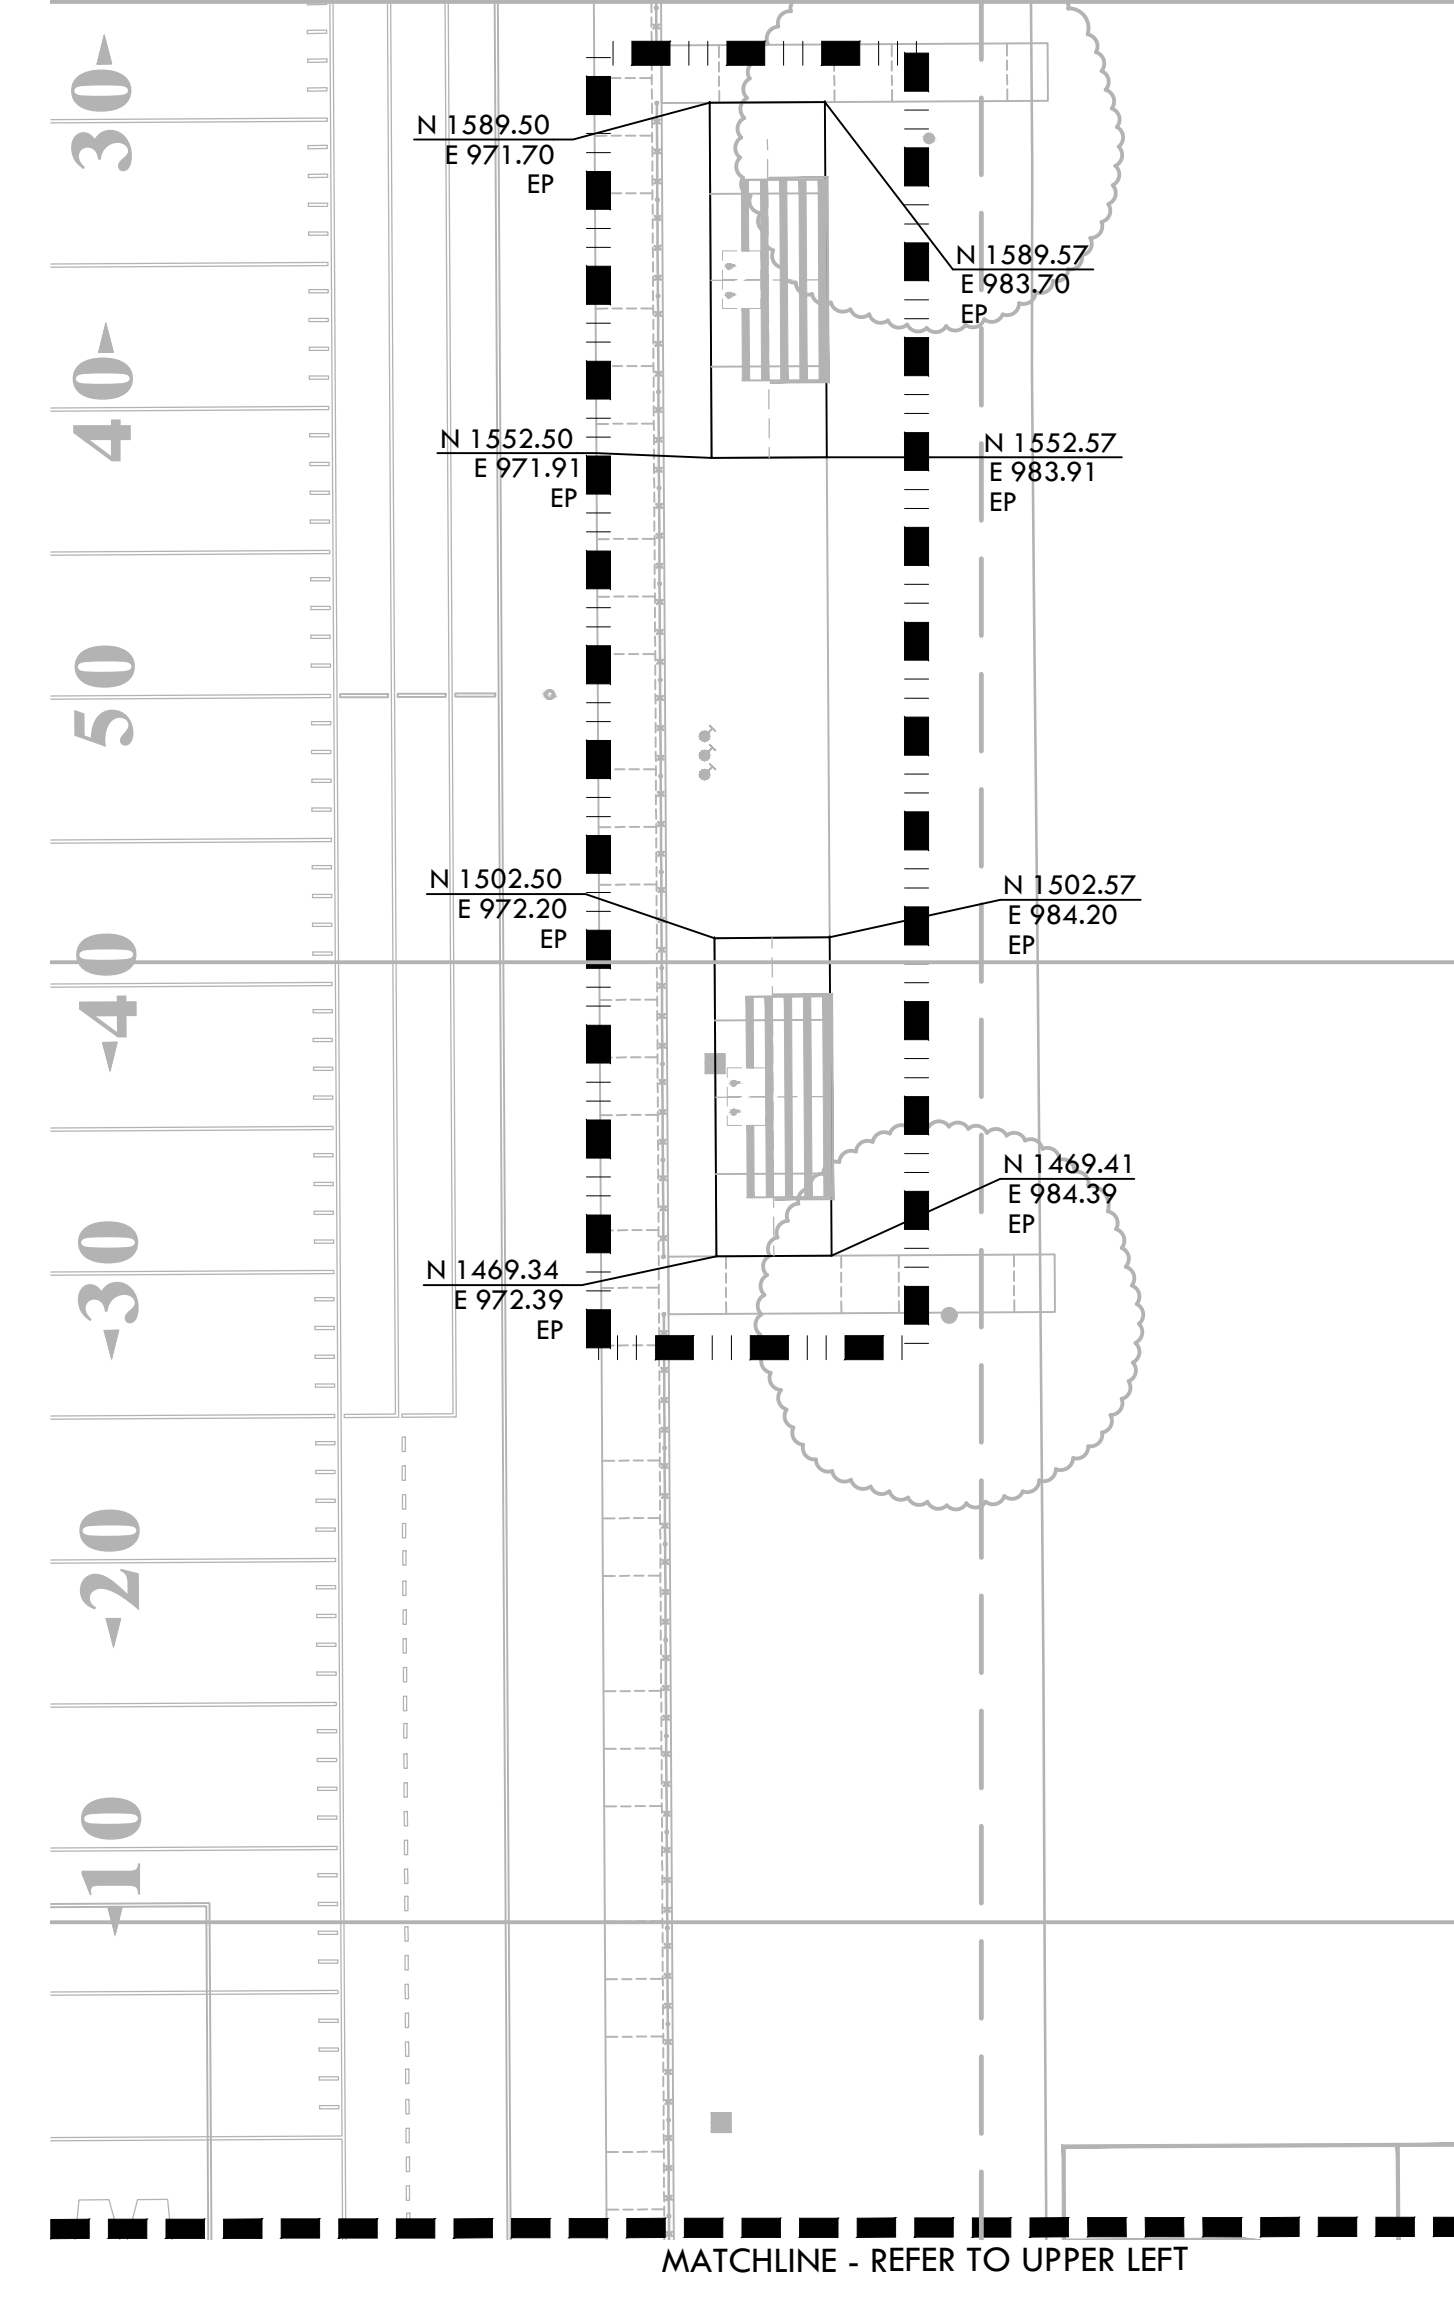 30
N 1589.50
E 971.70
EP
N 1589.57
E 983.70
EP
40
N 1552.50
E 971.91
EP
N 1552.57
E 983.91
EP
50
N 1502.50
E 972.20
EP
N 1502.57
E 984.20
EP
40
N 1469.41
E 984.39
EP
30
N 1469.34
E 972.39
EP
20
10
MATCHLINE - REFER TO UPPER LEFT